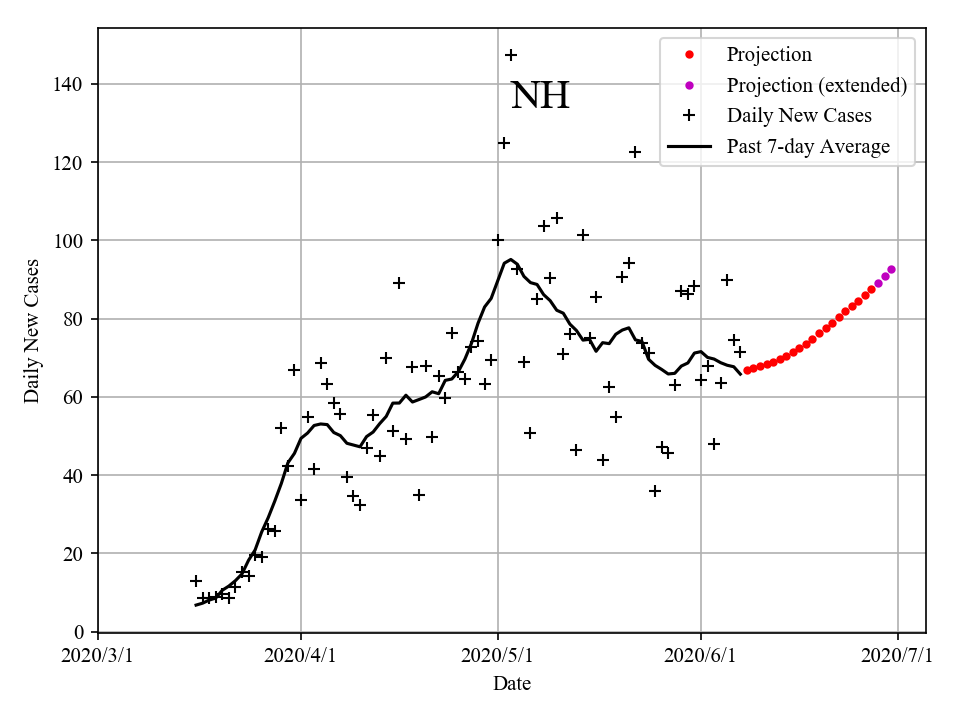 NH
Projection
Projection (extended)
Daily New Cases
Past 7-day Average
Daily New Cases
140
120
100
80
60
40
20
0
2020/3/1 2020/4/1 2020/5/1 2020/6/1 2020/7/1
Date